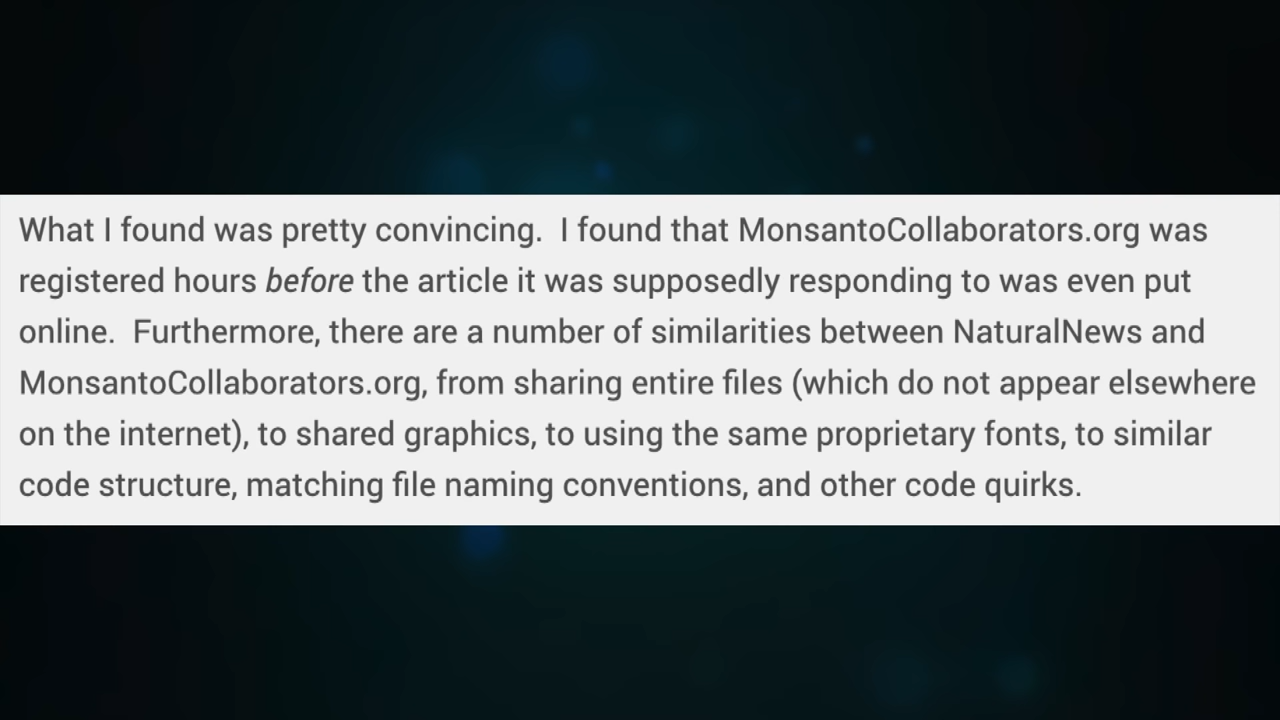 What I found was pretty convincing.  I found that MonsantoCollaborators.org was
registered hours before the article it was supposedly responding to was even put
online.  Furthermore, there are a number of similarities between NaturalNews and
MonsantoCollaborators.org, from sharing entire files (which do not appear elsewhere
on the internet), to shared graphics, to using the same proprietary fonts, to similar
code structure, matching file naming conventions, and other code quirks.